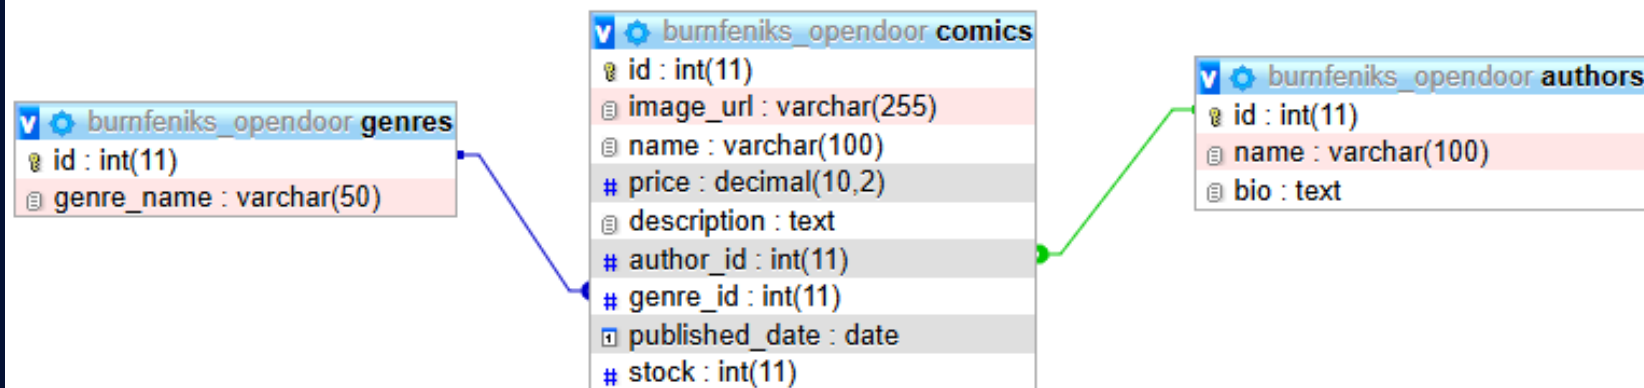 burnfeniks_opendoor genres
id : int(11)
genre_name : varchar(50)
v burnfeniks_opendoor comics
id : int(11)
image_url : varchar(255)
name : varchar(100)
# price : decimal(10,2)
description : text
# author_id : int(11)
# genre_id : int(11)
published_date : date
# stock : int(11)
v burnfeniks_opendoor authors
id : int(11)
name : varchar(100)
bio : text